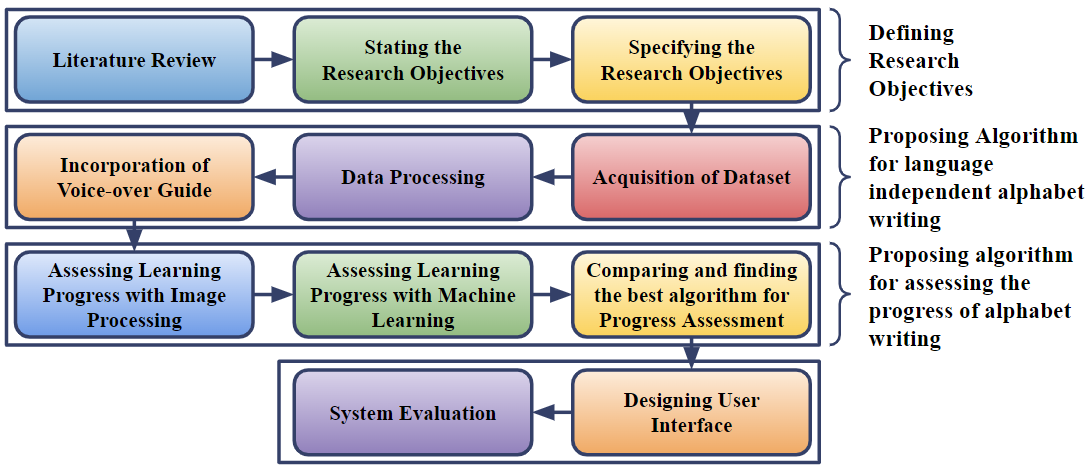 Literature Review
Stating the
Research Objectives
Specifying the
Research Objectives
Defining
Research
Objectives
Incorporation of
Voice-over Guide
Data Processing
Acquisition of Dataset
Proposing Algorithm
for language
independent alphabet
writing
Assessing Learning
Progress with Image
Processing
Assessing Learning
Progress with Machine
Learning
Comparing and finding
the best algorithm for
Progress Assessment
Proposing algorithm
for assessing the
progress of alphabet
writing
System Evaluation
Designing User
Interface